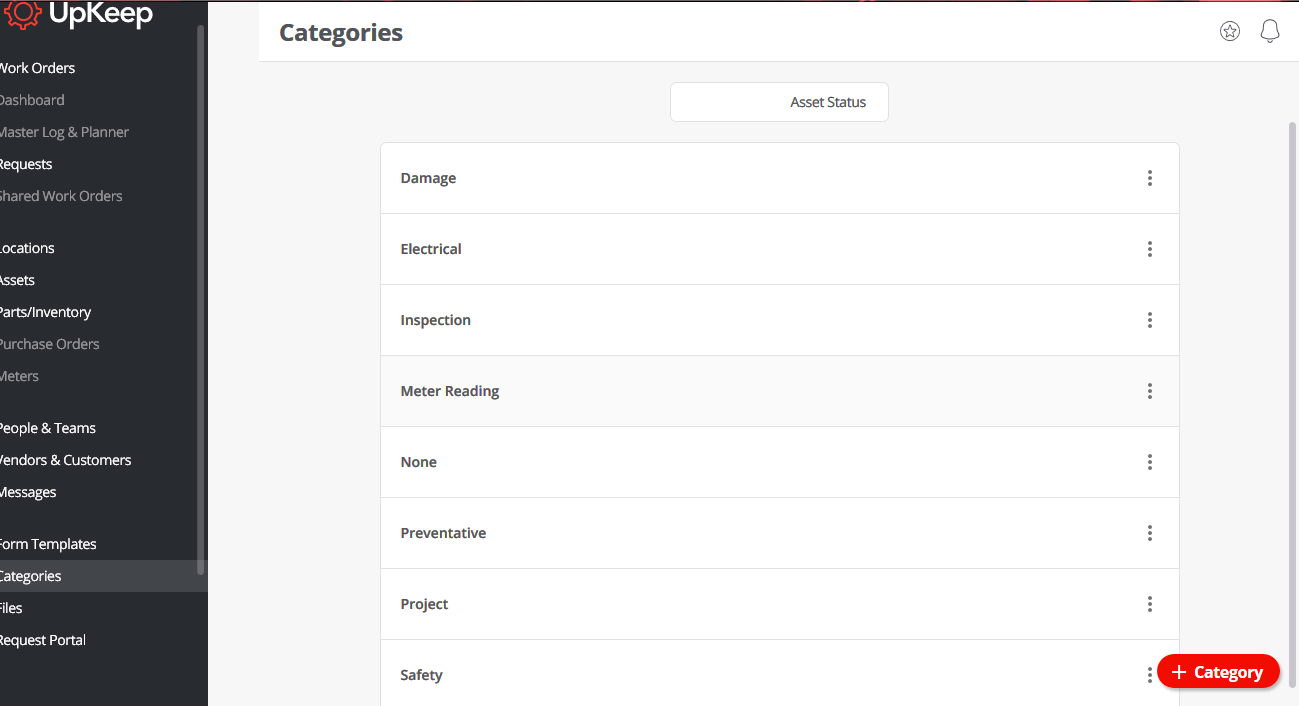 UpKeep
Work Orders
Dashboard
Master Log & Planner
Requests
Shared Work Orders
Locations
Assets
Parts/Inventory
Purchase Orders
Meters
People & Teams
Vendors & Customers
Messages
Form Templates
Categories
Files
Request Portal
Categories
Asset Status
Damage
Electrical
Inspection
Meter Reading
None
Preventative
Project
Safety
+ Category